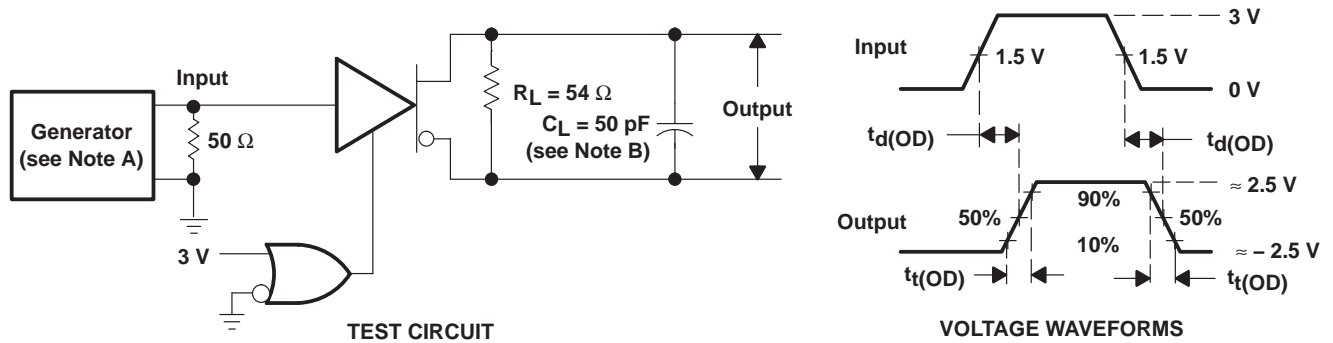 Input
Generator
(see Note A)
50 Ω
R_L = 54 Ω
C_L = 50 pF
(see Note B)
Output
3 V
TEST CIRCUIT
3 V
Input
1.5 V
1.5 V
0 V
t_d(OD)
t_d(OD)
≈ 2.5 V
90%
Output
50%
50%
10%
≈ – 2.5 V
t_t(OD)
t_t(OD)
VOLTAGE WAVEFORMS